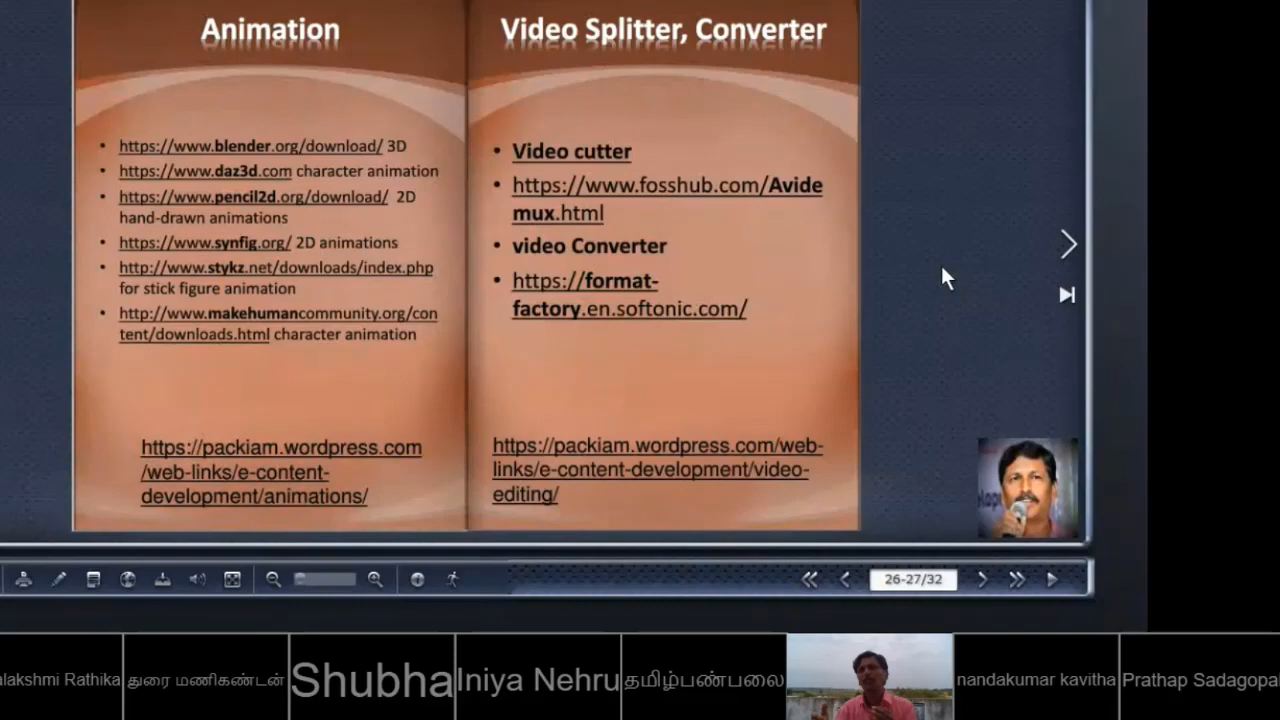 Animation
• https://www.blender.org/download/ 3D
• https://www.daz3d.com character animation
• https://www.pencil2d.org/download/ 2D
hand-drawn animations
• https://www.synfig.org/ 2D animations
• http://www.stykz.net/downloads/index.php
for stick figure animation
• http://www.makehumancommunity.org/con
tent/downloads.html character animation
https://packiam.wordpress.com
/web-links/e-content-
development/animations/
Video Splitter, Converter
• Video cutter
• https://www.fosshub.com/Avide
mux.html
• video Converter
• https://format-
factory.en.softonic.com/
https://packiam.wordpress.com/web-
links/e-content-development/video-
editing/
26-27/32
alakshmi Rathika
துரை மணிகண்டன்
Shubha
Iniya Nehru
தமிழ்பண்பலை
nandakumar kavitha
Prathap Sadagopa